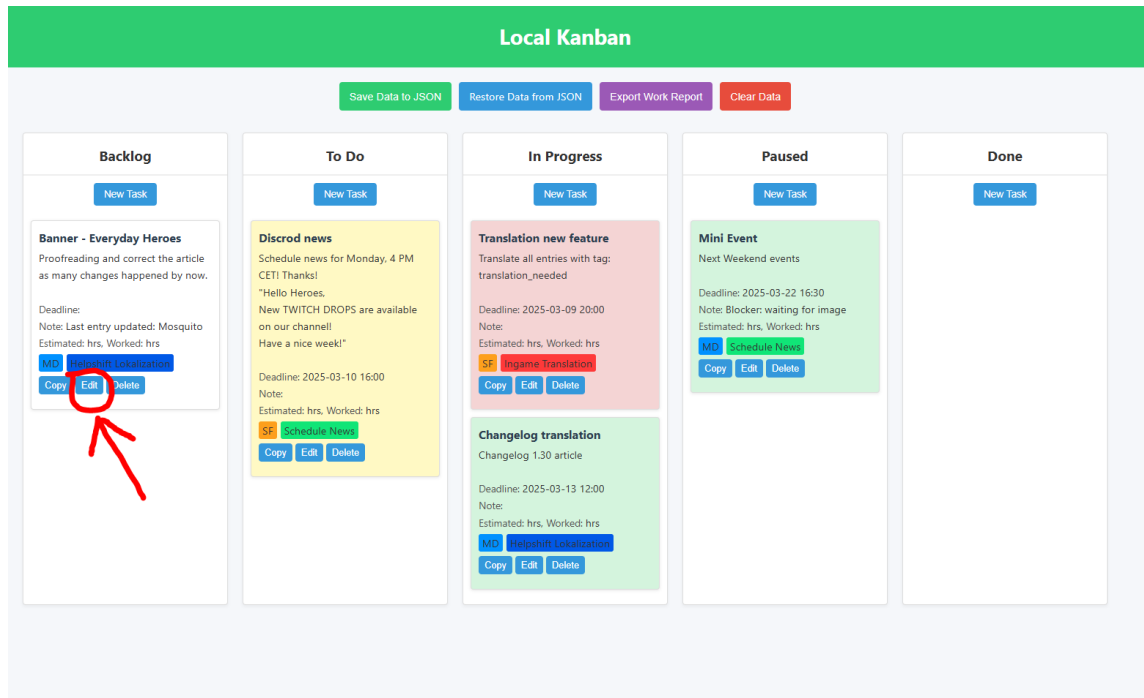 Local Kanban
Save Data to JSON
Restore Data from JSON
Export Work Report
Clear Data
Backlog
New Task
Banner - Everyday Heroes
Proofreading and correct the article
as many changes happened by now.
Deadline:
Note: Last entry updated: Mosquito
Estimated: hrs, Worked: hrs
MD Helpshift Lokalization
Copy Edit Delete
To Do
New Task
Discrod news
Schedule news for Monday, 4 PM
CET! Thanks!
"Hello Heroes,
New TWITCH DROPS are available
on our channel!
Have a nice week!"
Deadline: 2025-03-10 16:00
Note:
Estimated: hrs, Worked: hrs
SF Schedule News
Copy Edit Delete
In Progress
New Task
Translation new feature
Translate all entries with tag:
translation_needed
Deadline: 2025-03-09 20:00
Note:
Estimated: hrs, Worked: hrs
SF Ingame Translation
Copy Edit Delete
Changelog translation
Changelog 1.30 article
Deadline: 2025-03-13 12:00
Note:
Estimated: hrs, Worked: hrs
MD Helpshift Lokalization
Copy Edit Delete
Paused
New Task
Mini Event
Next Weekend events
Deadline: 2025-03-22 16:30
Note: Blocker: waiting for image
Estimated: hrs, Worked: hrs
MD Schedule News
Copy Edit Delete
Done
New Task